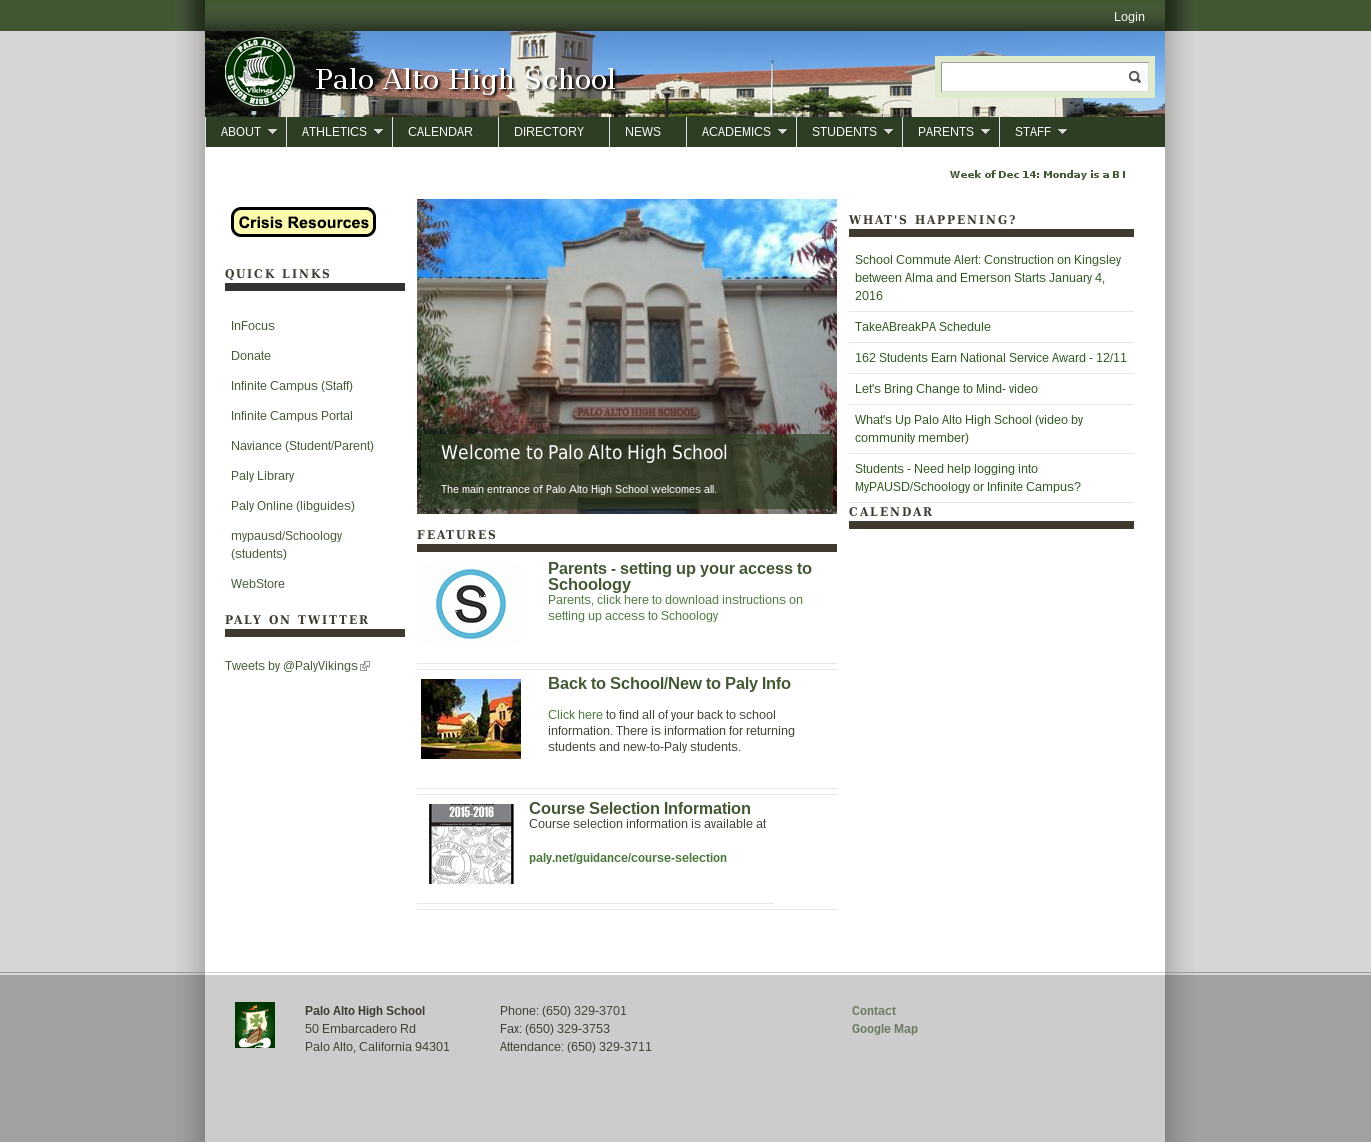 Login
PALO ALTO
SENIOR HIGH SCHOOL
Vikings
Palo Alto High School
ABOUT
ATHLETICS
CALENDAR
DIRECTORY
NEWS
ACADEMICS
STUDENTS
PARENTS
STAFF
Week of Dec 14: Monday is a B
Crisis Resources
QUICK LINKS
InFocus
Donate
Infinite Campus (Staff)
Infinite Campus Portal
Naviance (Student/Parent)
Paly Library
Paly Online (libguides)
mypausd/Schoology
(students)
WebStore
PALY ON TWITTER
Tweets by @PalyVikings
PALO ALTO HIGH SCHOOL
Welcome to Palo Alto High School
The main entrance of Palo Alto High School welcomes all.
FEATURES
S
Parents - setting up your access to
Schoology
Parents, click here to download instructions on
setting up access to Schoology
Back to School/New to Paly Info
Click here to find all of your back to school
information. There is information for returning
students and new-to-Paly students.
2015-2016
Course Selection Information
Course selection information is available at
paly.net/guidance/course-selection
WHAT'S HAPPENING?
School Commute Alert: Construction on Kingsley
between Alma and Emerson Starts January 4,
2016
TakeABreakPA Schedule
162 Students Earn National Service Award - 12/11
Let's Bring Change to Mind- video
What's Up Palo Alto High School (video by
community member)
Students - Need help logging into
MyPAUSD/Schoology or Infinite Campus?
CALENDAR
Palo Alto High School
50 Embarcadero Rd
Palo Alto, California 94301
Phone: (650) 329-3701
Fax: (650) 329-3753
Attendance: (650) 329-3711
Contact
Google Map